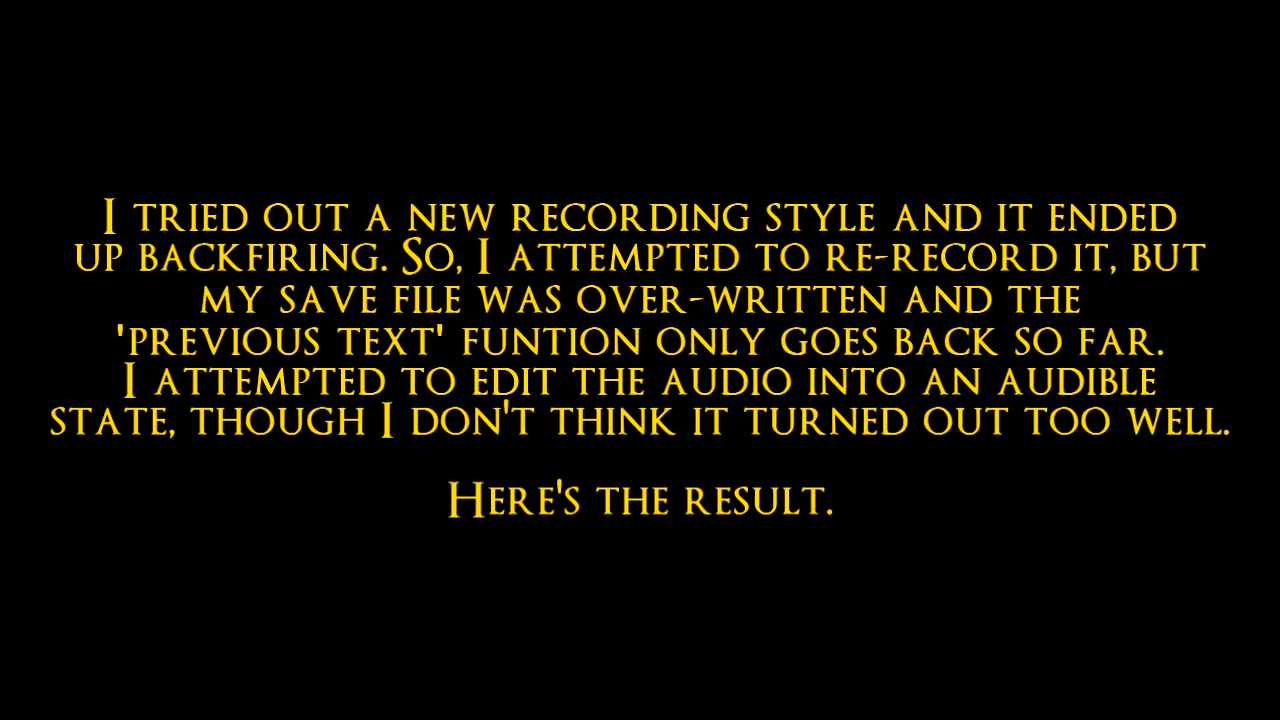 I tried out a new recording style and it ended
up backfiring. So, I attempted to re-record it, but
my save file was over-written and the
'previous text' funtion only goes back so far.
I attempted to edit the audio into an audible
state, though I don't think it turned out too well.
Here's the result.